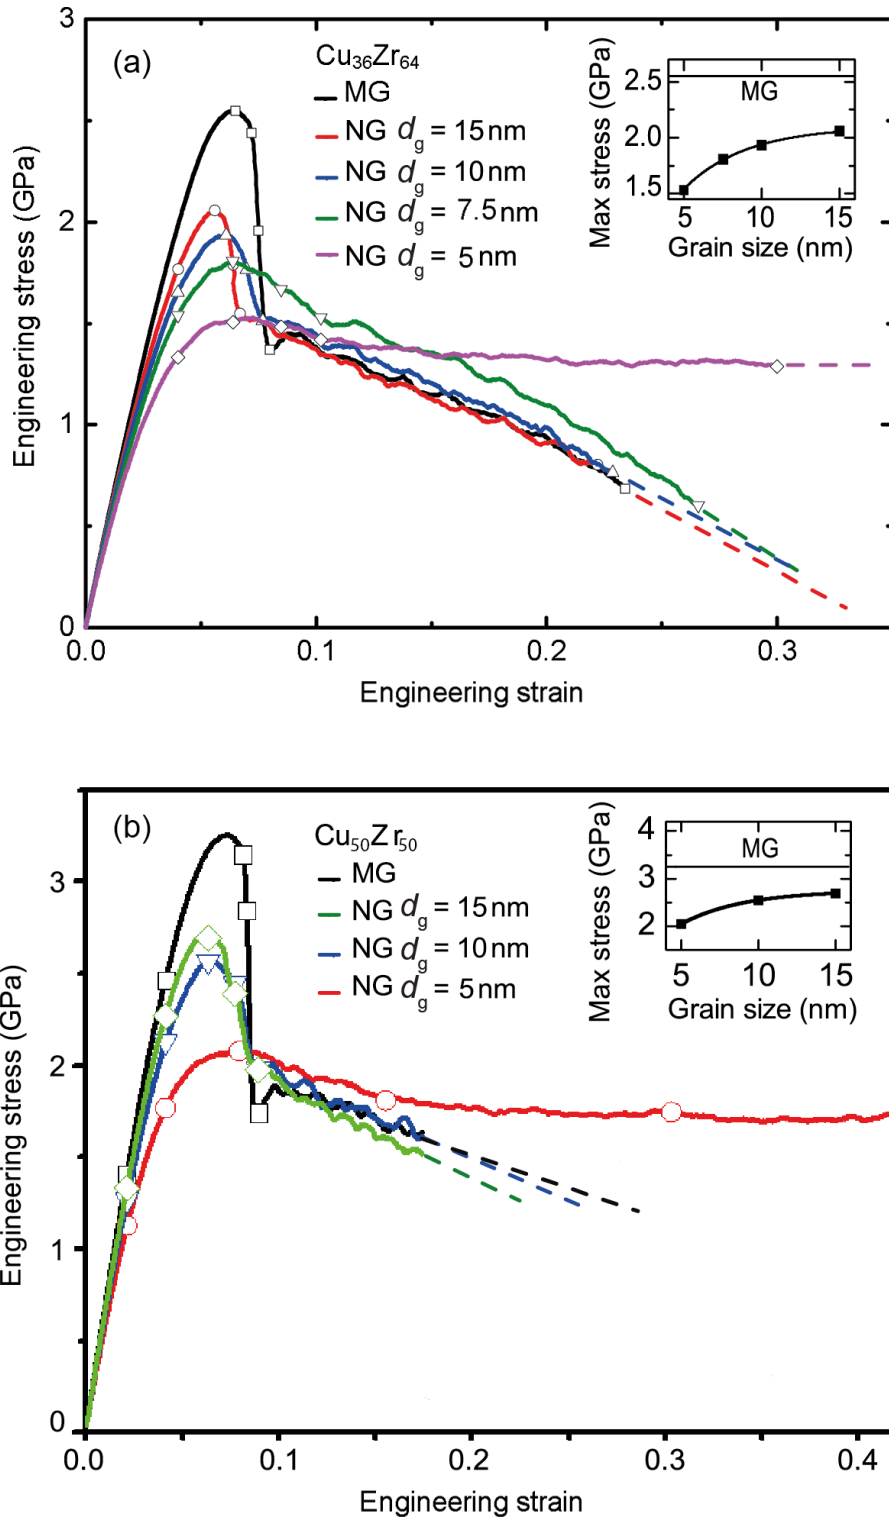 (a)
Cu36Zr64
MG
NG dg = 15 nm
NG dg = 10 nm
NG dg = 7.5 nm
NG dg = 5 nm
Max stress (GPa)
2.5
2.0
1.5
MG
5 10 15
Grain size (nm)
Engineering stress (GPa)
3
2
1
0
0.0 0.1 0.2 0.3
Engineering strain
(b)
Cu50Zr50
MG
NG dg = 15 nm
NG dg = 10 nm
NG dg = 5 nm
Max stress (GPa)
4
3
2
MG
5 10 15
Grain size (nm)
Engineering stress (GPa)
3
2
1
0
0.0 0.1 0.2 0.3 0.4
Engineering strain